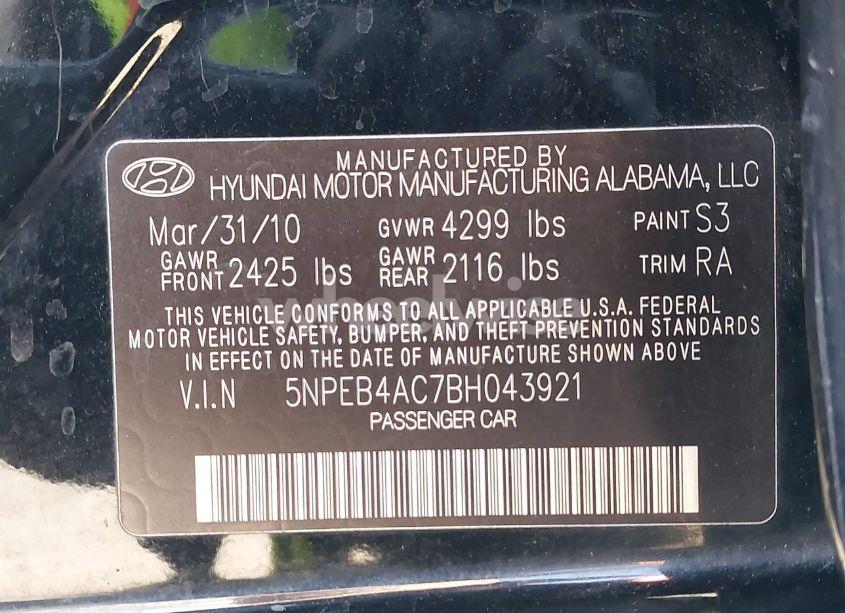 MANUFACTURED BY
HYUNDAI MOTOR MANUFACTURING ALABAMA, LLC
Mar/31/10 GVWR 4299 lbs PAINT S3
GAWR FRONT 2425 lbs GAWR REAR 2116 lbs TRIM RA
THIS VEHICLE CONFORMS TO ALL APPLICABLE U.S.A. FEDERAL
MOTOR VEHICLE SAFETY, BUMPER, AND THEFT PREVENTION STANDARDS
IN EFFECT ON THE DATE OF MANUFACTURE SHOWN ABOVE
V.I.N 5NPEB4AC7BH043921
PASSENGER CAR